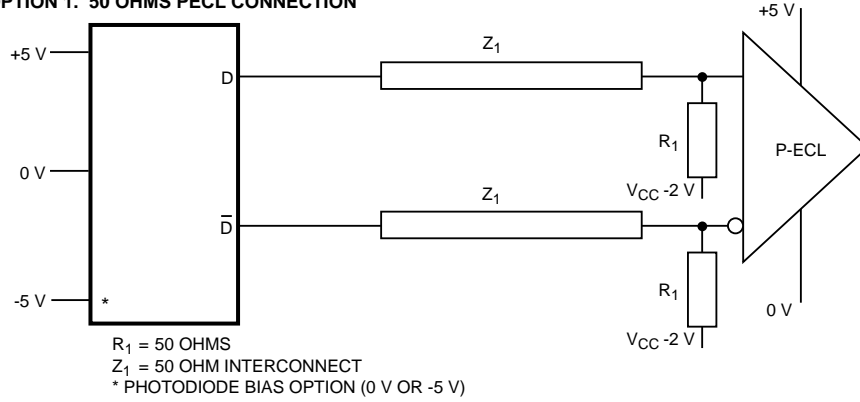 PTION 1. 50 OHMS PECL CONNECTION
+5 V
+5 V
Z1
D
R1
P-ECL
0 V
VCC -2 V
Z1
D̅
R1
0 V
-5 V
*
VCC -2 V
R1 = 50 OHMS
Z1 = 50 OHM INTERCONNECT
* PHOTODIODE BIAS OPTION (0 V OR -5 V)